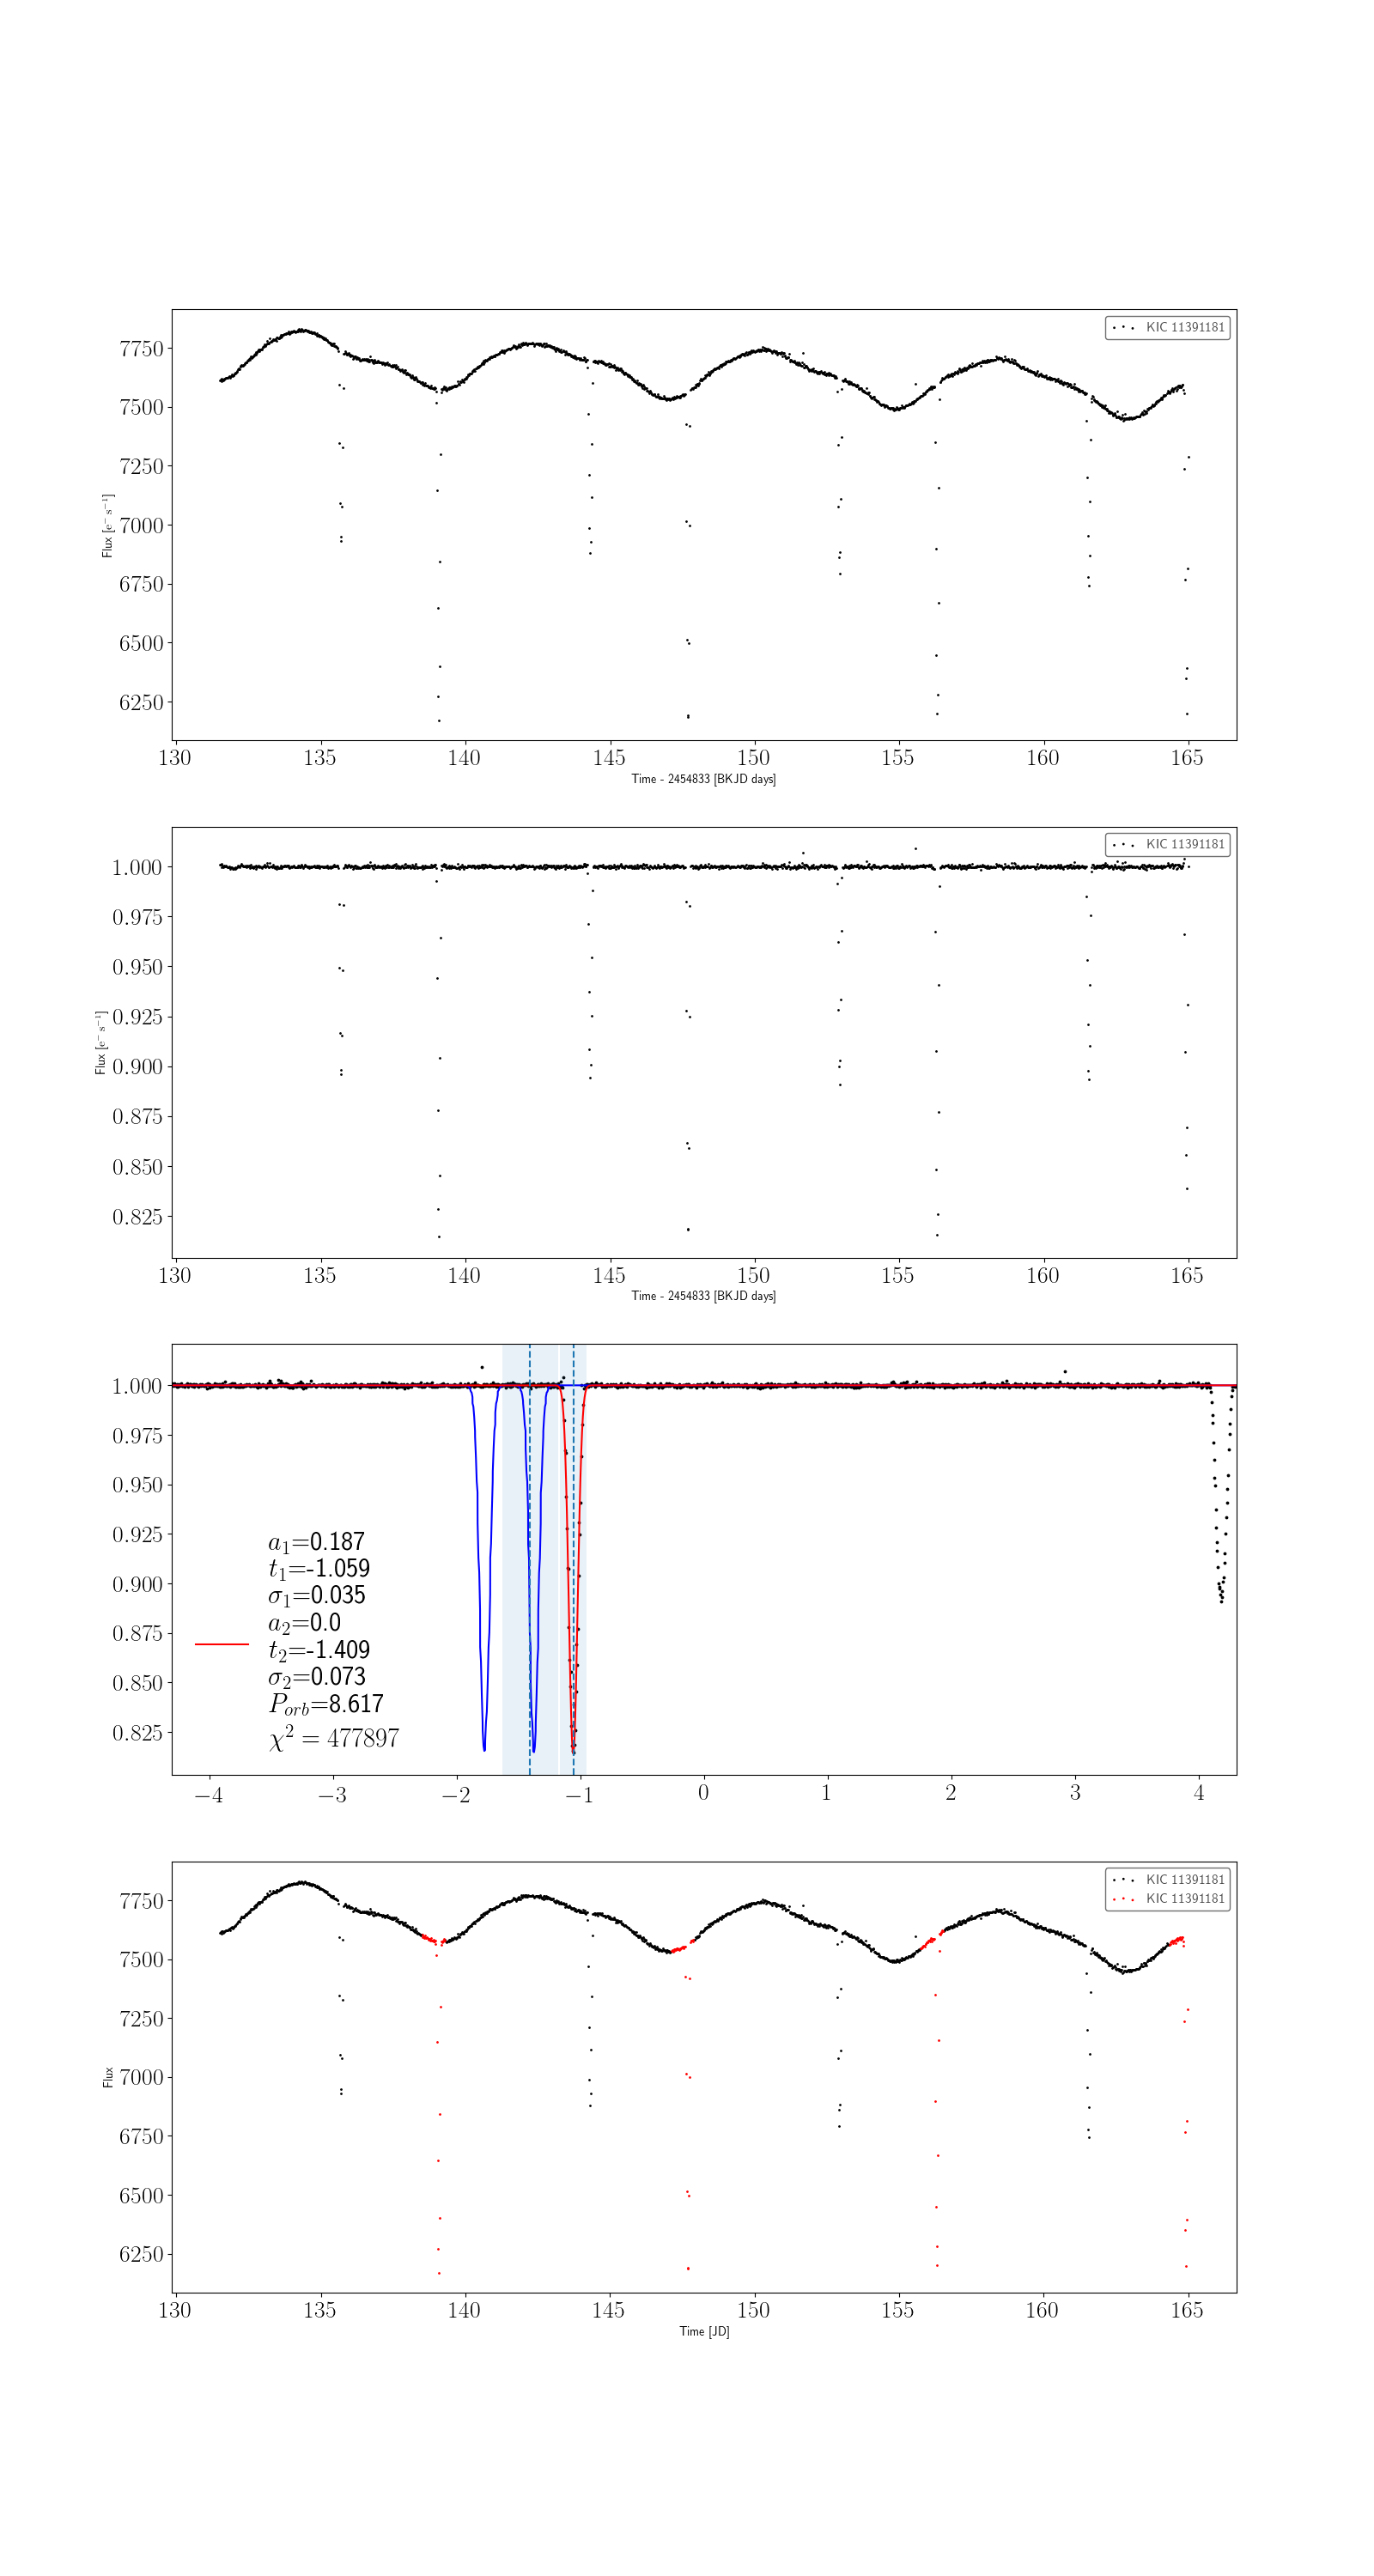 KIC 11391181
7750
7500
7250
7000
6750
6500
6250
Flux [e⁻ s⁻¹]
130 135 140 145 150 155 160 165
Time - 2454833 [BKJD days]
KIC 11391181
1.000
0.975
0.950
0.925
0.900
0.875
0.850
0.825
Flux [e⁻ s⁻¹]
130 135 140 145 150 155 160 165
Time - 2454833 [BKJD days]
1.000
0.975
0.950
0.925
0.900
0.875
0.850
0.825
a₁=0.187
t₁=-1.059
σ₁=0.035
a₂=0.0
t₂=-1.409
σ₂=0.073
P_orb=8.617
χ² = 477897
−4 −3 −2 −1 0 1 2 3 4
KIC 11391181
KIC 11391181
7750
7500
7250
7000
6750
6500
6250
Flux
130 135 140 145 150 155 160 165
Time [JD]